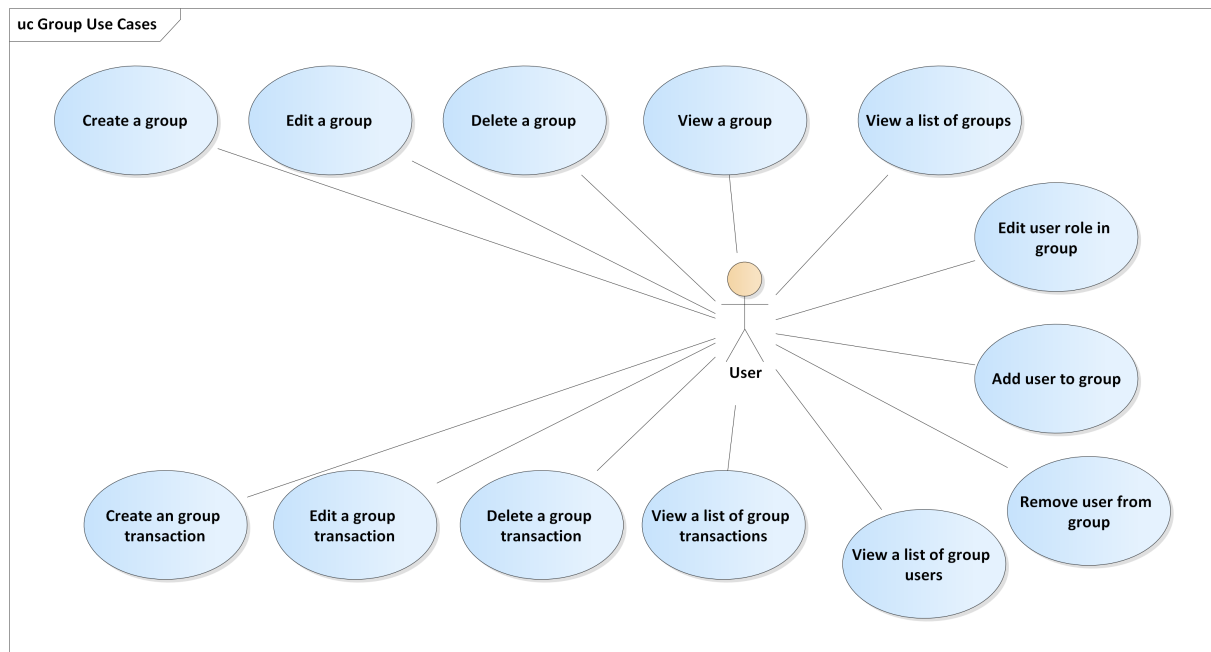 uc Group Use Cases
Create a group
Edit a group
Delete a group
View a group
View a list of groups
Edit user role in
group
User
Add user to group
Create an group
transaction
Edit a group
transaction
Delete a group
transaction
View a list of group
transactions
View a list of group
users
Remove user from
group